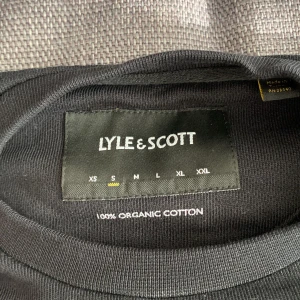 LYLE & SCOTT
XS S M L XL XXL
100% ORGANIC COTTON